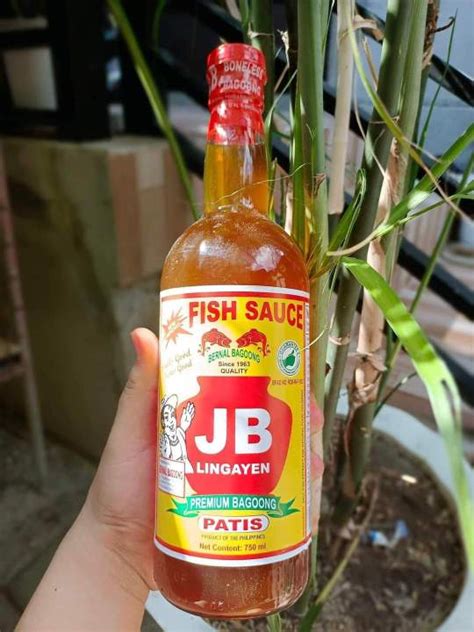 BONELESS
BAGOONG
FISH SAUCE
BERNAL BAGOONG
Since 1963
QUALITY
JB
LINGAYEN
PREMIUM BAGOONG
PATIS
PRODUCT OF THE PHILIPPINES
Net Content: 750 ml